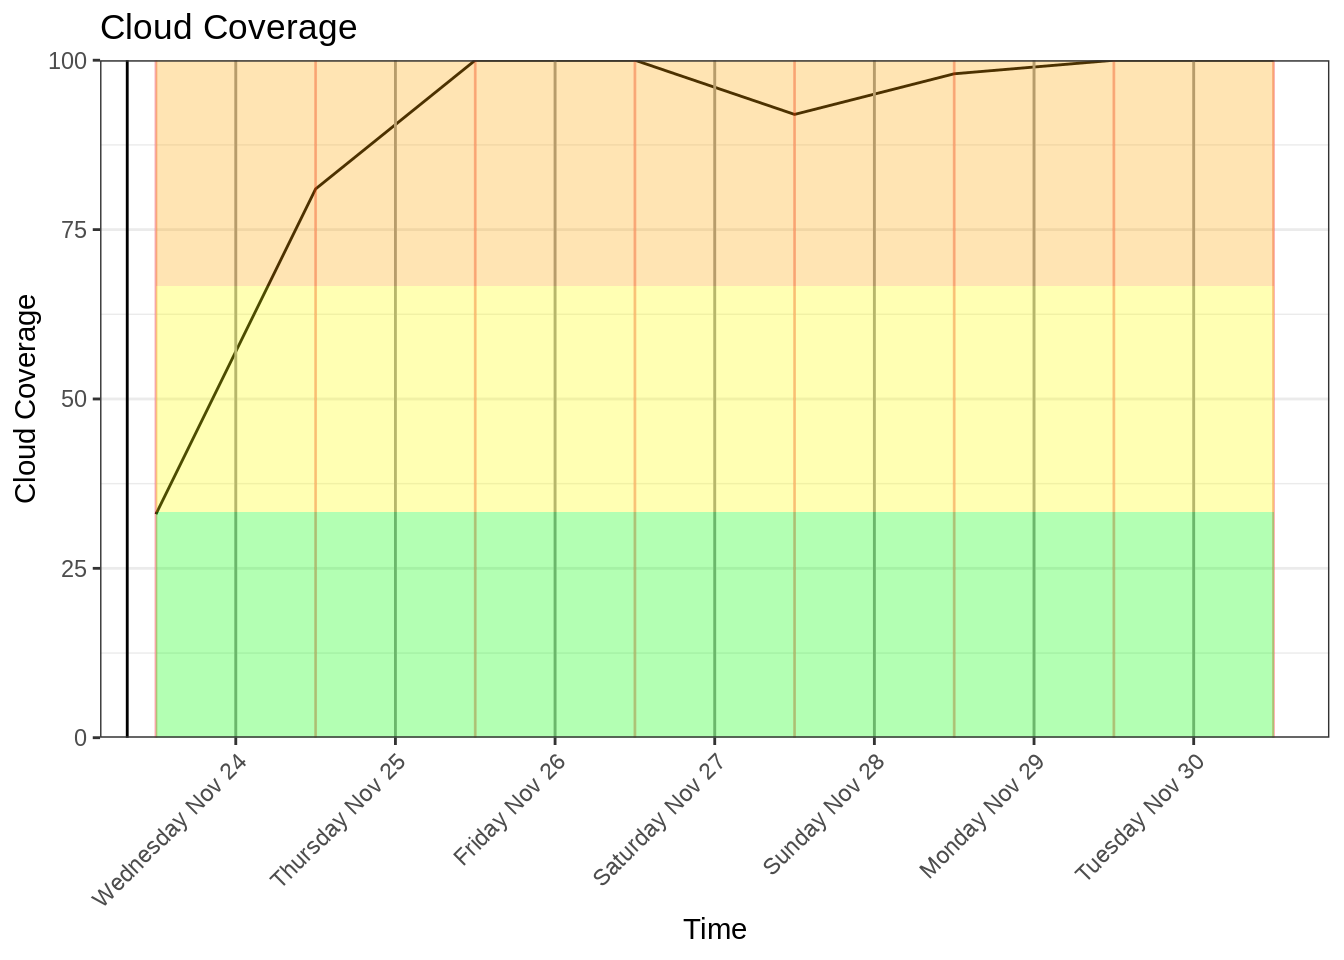 Cloud Coverage
Cloud Coverage
100
75
50
25
0
Wednesday Nov 24
Thursday Nov 25
Friday Nov 26
Saturday Nov 27
Sunday Nov 28
Monday Nov 29
Tuesday Nov 30
Time